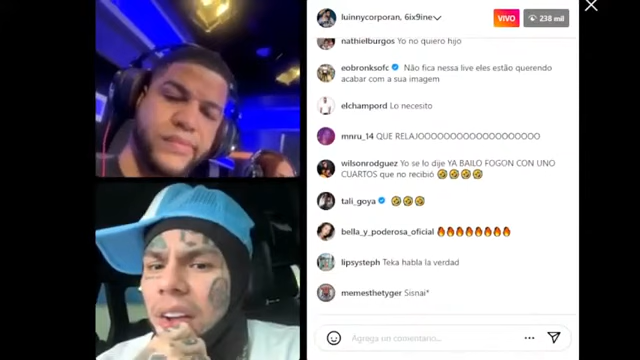 luinnycorporan, 6ix9ine
VIVO
238 mil
nathielburgos Yo no quiero hijo
eobronksofc Não fica nessa live eles estão querendo
acabar com a sua imagem
elchampord Lo necesito
mnru_14 QUE RELAJOOOOOOOOOOOOOOOOOOO
wilsonrodguez Yo se lo dije YA BAILO FOGON CON UNO
CUARTOS que no recibió 🤣🤣🤣🤣
tali_goya 🤣🤣🤣
bella_y_poderosa_oficial 🔥🔥🔥🔥🔥🔥🔥🔥
lipsysteph Teka habla la verdad
memesthetyger Sisnai*
Agrega un comentario...